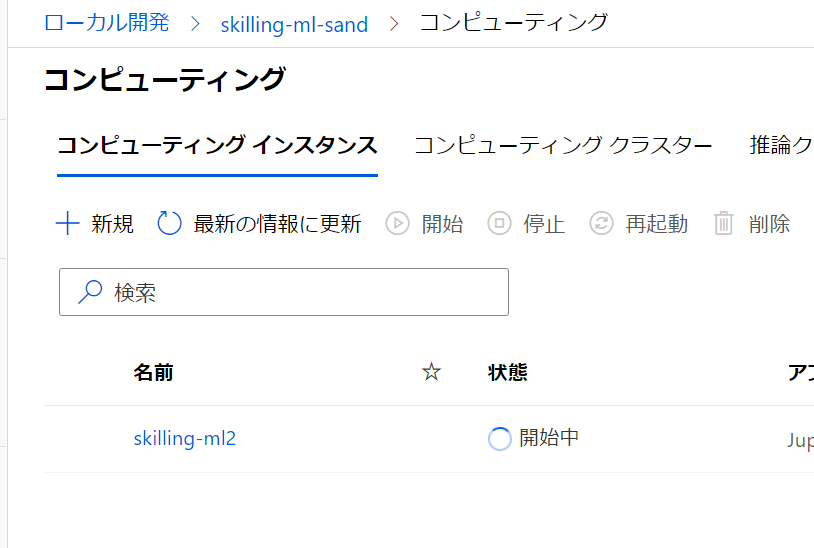 ローカル開発 > skilling-ml-sand > コンピューティング
コンピューティング
コンピューティング インスタンス コンピューティング クラスター 推論ク
新規 最新の情報に更新 開始 停止 再起動 削除
検索
名前 状態 アプ
skilling-ml2 開始中 Jup